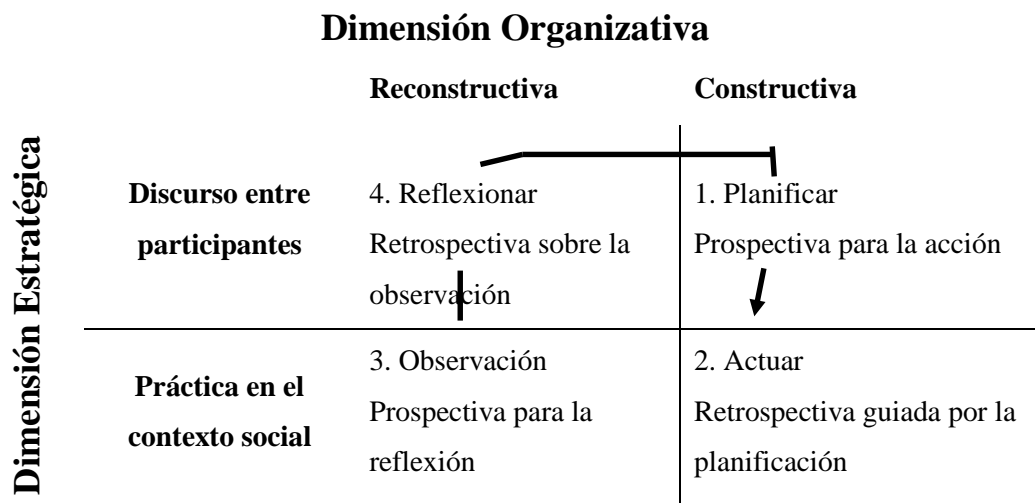 Dimensión Organizativa
Reconstructiva
Constructiva
Dimensión Estratégica
Discurso entre
participantes
4. Reflexionar
Retrospectiva sobre la
observación
1. Planificar
Prospectiva para la acción
Práctica en el
contexto social
3. Observación
Prospectiva para la
reflexión
2. Actuar
Retrospectiva guiada por la
planificación